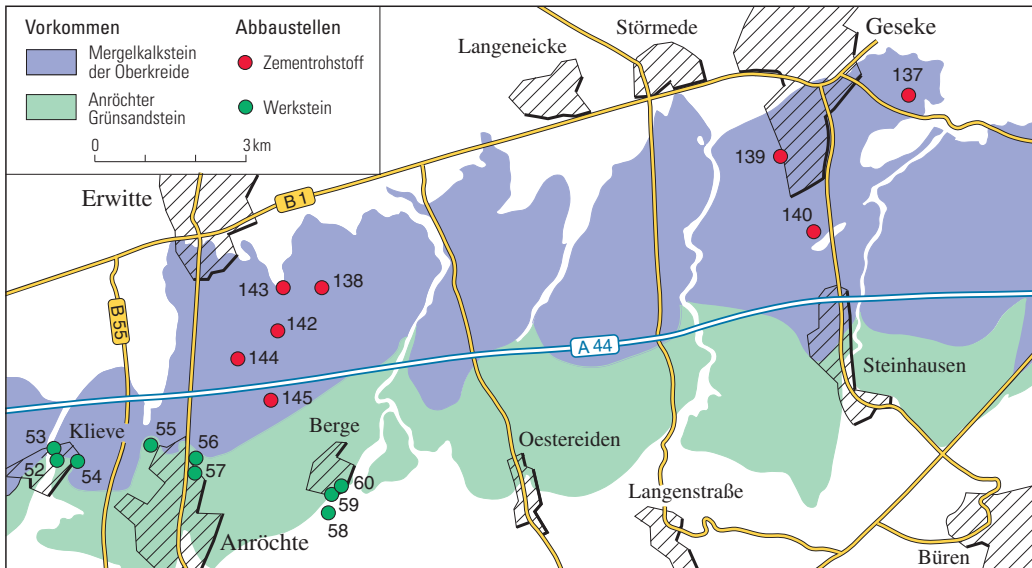 Vorkommen
Mergelkalkstein
der Oberkreide
Anröchter
Grünsandstein
0 3 km
Abbaustellen
Zementrohstoff
Werkstein
Störmede
Langeneicke
Geseke
137
139
140
Erwitte
B 1
143
138
B 55
142
144
A 44
145
Steinhausen
Klieve
53
52
54
55
56
57
Berge
60
59
58
Oestereiden
Langenstraße
Anröchte
Büren